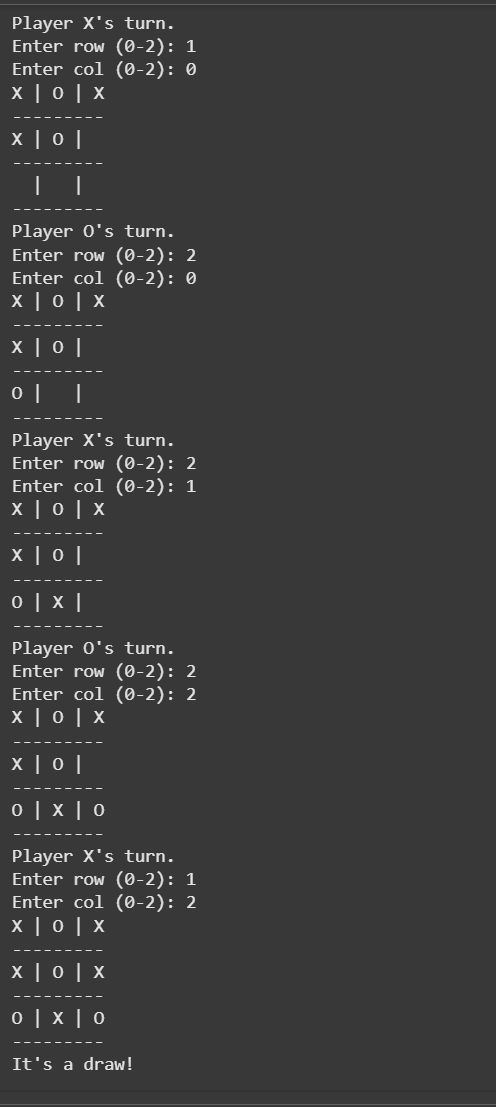 Player X's turn.
Enter row (0-2): 1
Enter col (0-2): 0
X | O | X
---------
X | O |
---------
  |   |
---------
Player O's turn.
Enter row (0-2): 2
Enter col (0-2): 0
X | O | X
---------
X | O |
---------
O |   |
---------
Player X's turn.
Enter row (0-2): 2
Enter col (0-2): 1
X | O | X
---------
X | O |
---------
O | X |
---------
Player O's turn.
Enter row (0-2): 2
Enter col (0-2): 2
X | O | X
---------
X | O |
---------
O | X | O
---------
Player X's turn.
Enter row (0-2): 1
Enter col (0-2): 2
X | O | X
---------
X | O | X
---------
O | X | O
---------
It's a draw!